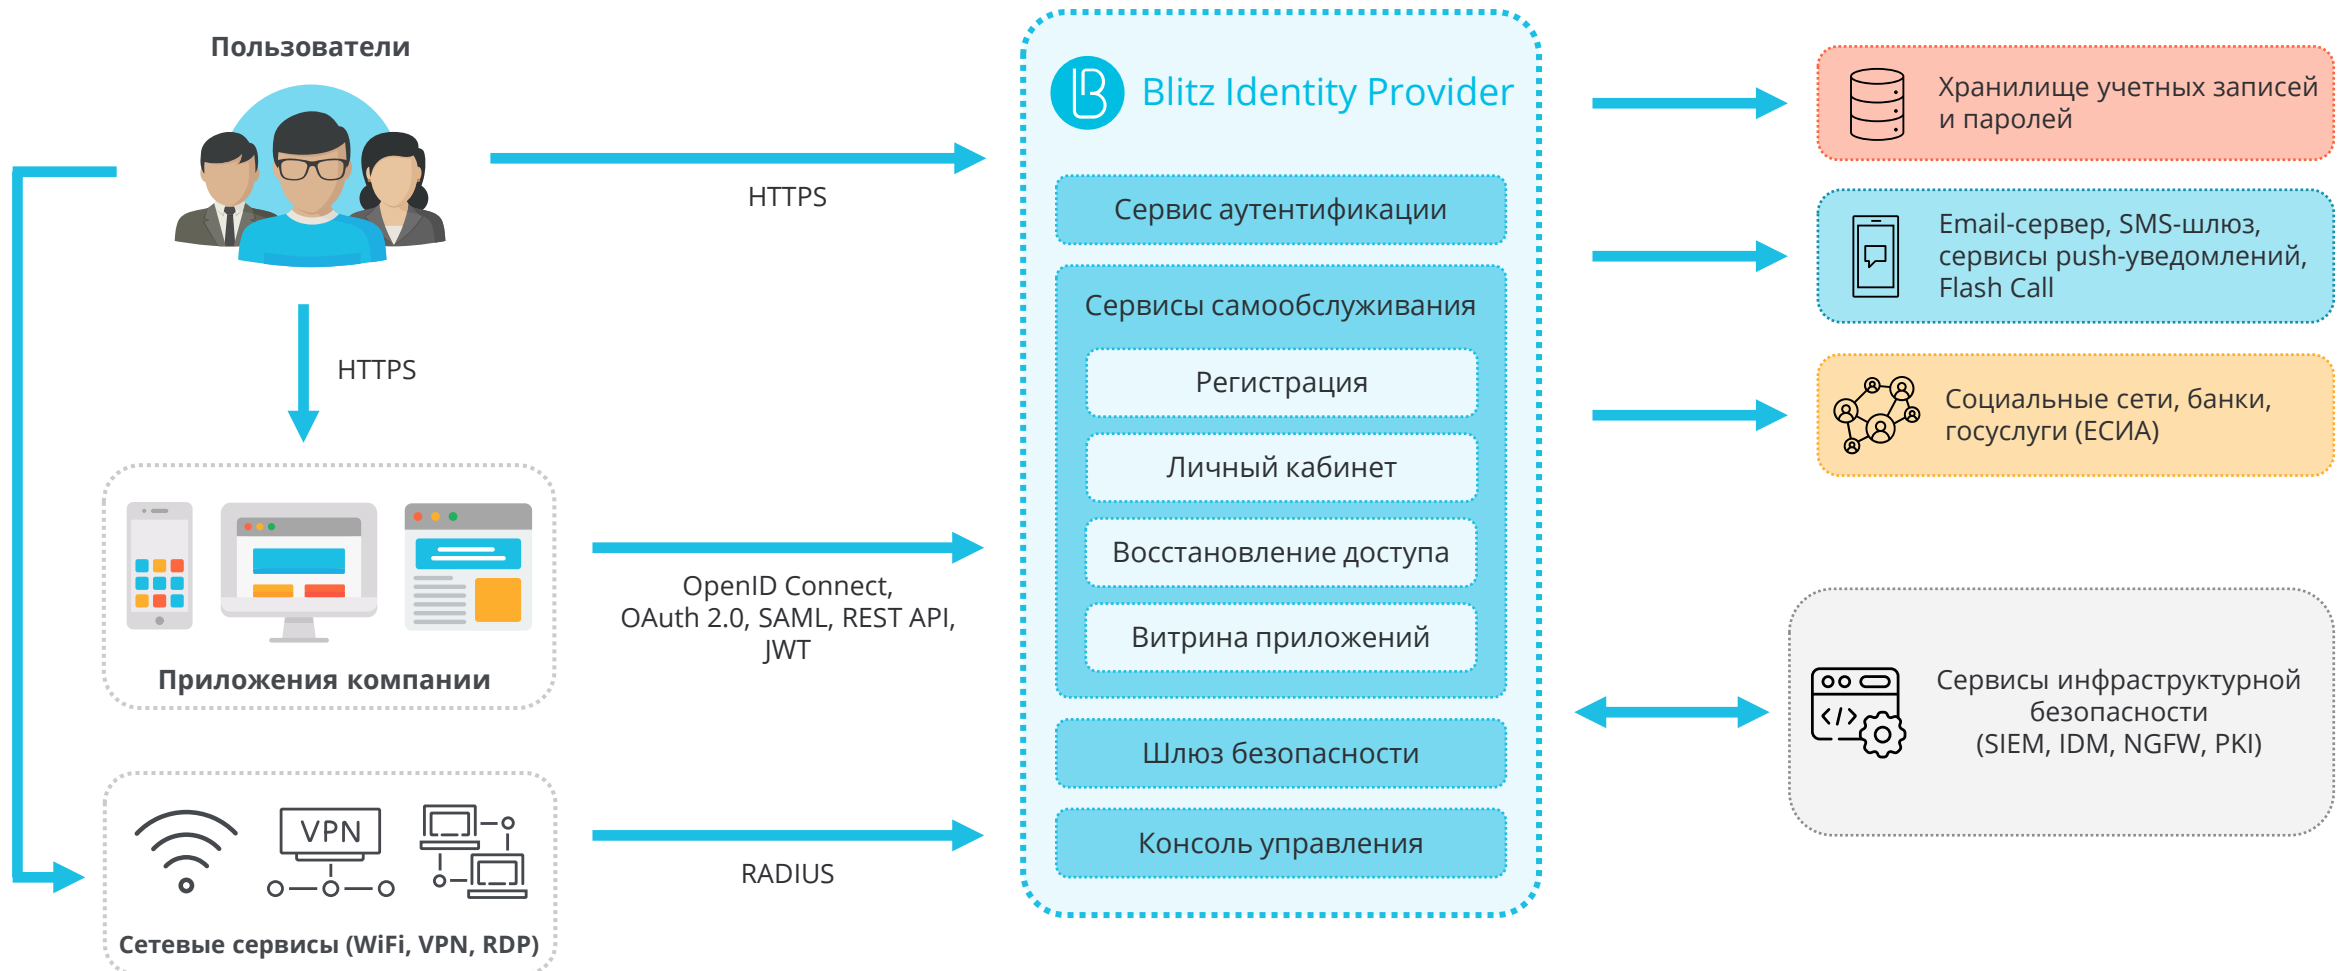 Пользователи
HTTPS
HTTPS
Приложения компании
OpenID Connect,
OAuth 2.0, SAML, REST API,
JWT
VPN
Сетевые сервисы (WiFi, VPN, RDP)
RADIUS
Blitz Identity Provider
Сервис аутентификации
Сервисы самообслуживания
Регистрация
Личный кабинет
Восстановление доступа
Витрина приложений
Шлюз безопасности
Консоль управления
Хранилище учетных записей
и паролей
Email-сервер, SMS-шлюз,
сервисы push-уведомлений,
Flash Call
Социальные сети, банки,
госуслуги (ЕСИА)
Сервисы инфраструктурной
безопасности
(SIEM, IDM, NGFW, PKI)